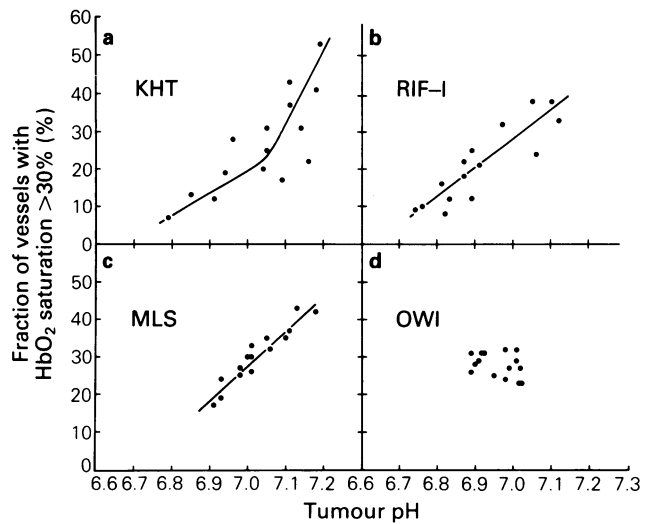 60
50
40
30
20
10
0
a
KHT
b
RIF–I
50
40
30
20
10
0
c
MLS
d
OWI
Fraction of vessels with
HbO₂ saturation >30% (%)
6.6 6.7 6.8 6.9 7.0 7.1 7.2 6.6 6.7 6.8 6.9 7.0 7.1 7.2 7.3
Tumour pH